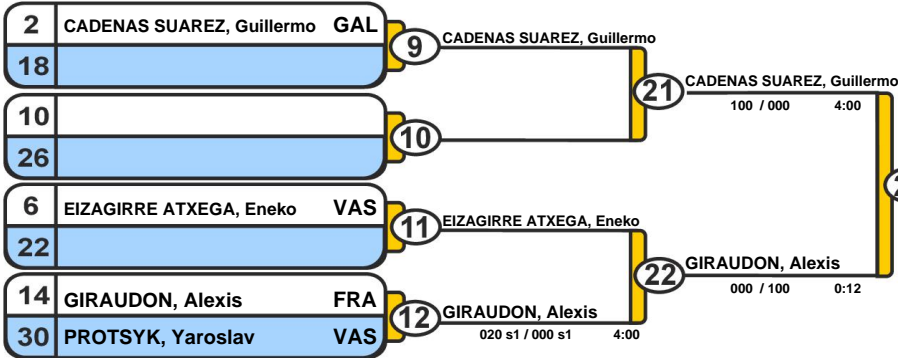 2 CADENAS SUAREZ, Guillermo GAL
18
9 CADENAS SUAREZ, Guillermo
21 CADENAS SUAREZ, Guillermo
100 / 000 4:00
10
26
10
6 EIZAGIRRE ATXEGA, Eneko VAS
22
11 EIZAGIRRE ATXEGA, Eneko
22 GIRAUDON, Alexis
000 / 100 0:12
14 GIRAUDON, Alexis FRA
30 PROTSYK, Yaroslav VAS
12 GIRAUDON, Alexis
020 s1 / 000 s1 4:00